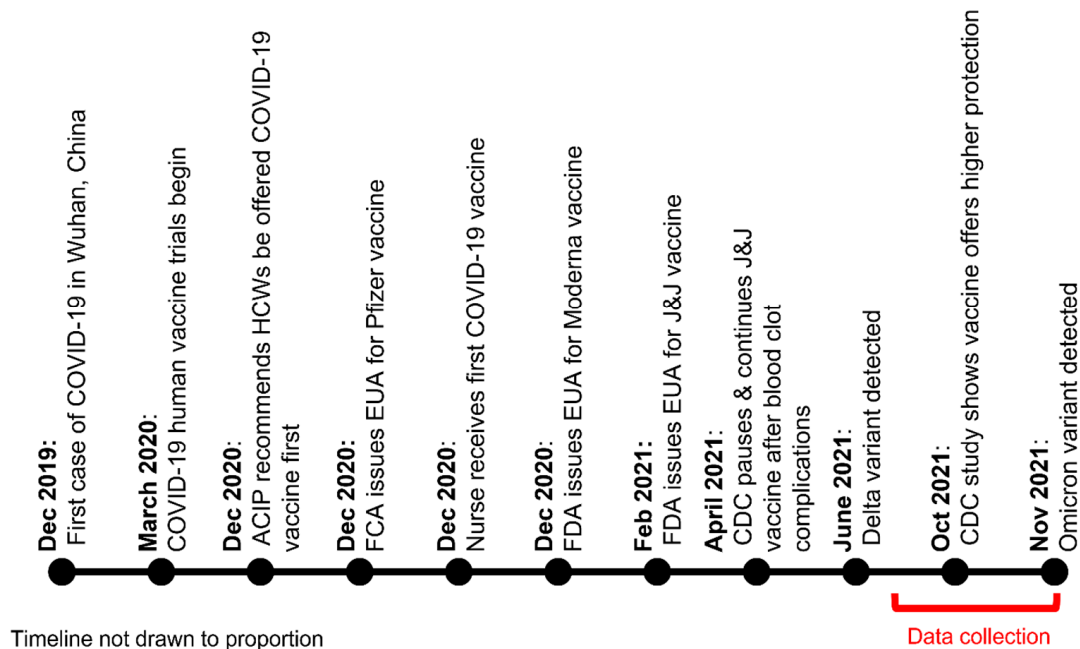 Dec 2019:
First case of COVID-19 in Wuhan, China
March 2020:
COVID-19 human vaccine trials begin
Dec 2020:
ACIP recommends HCWs be offered COVID-19
vaccine first
Dec 2020:
FCA issues EUA for Pfizer vaccine
Dec 2020:
Nurse receives first COVID-19 vaccine
Dec 2020:
FDA issues EUA for Moderna vaccine
Feb 2021:
FDA issues EUA for J&J vaccine
April 2021:
CDC pauses & continues J&J
vaccine after blood clot
complications
June 2021:
Delta variant detected
Oct 2021:
CDC study shows vaccine offers higher protection
Nov 2021:
Omicron variant detected
Timeline not drawn to proportion
Data collection